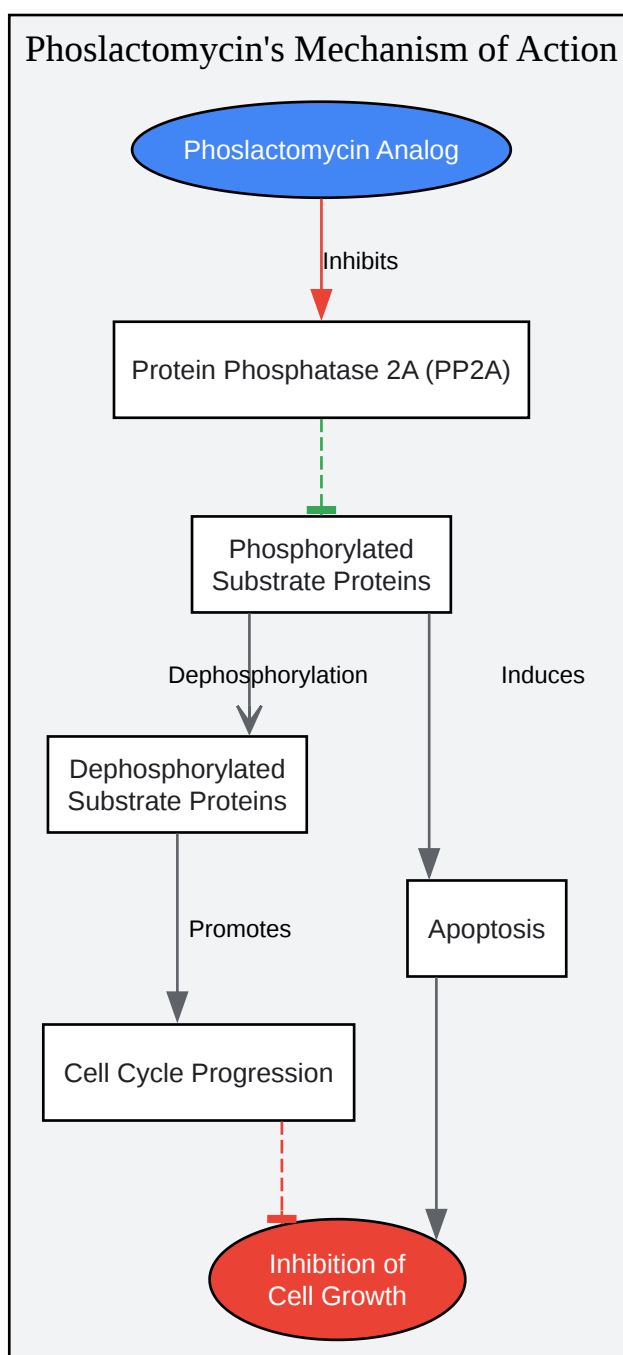 Phoslactomycin's Mechanism of Action
Phoslactomycin Analog
Inhibits
Protein Phosphatase 2A (PP2A)
Phosphorylated
Substrate Proteins
Dephosphorylation
Induces
Dephosphorylated
Substrate Proteins
Apoptosis
Promotes
Cell Cycle Progression
Inhibition of
Cell Growth